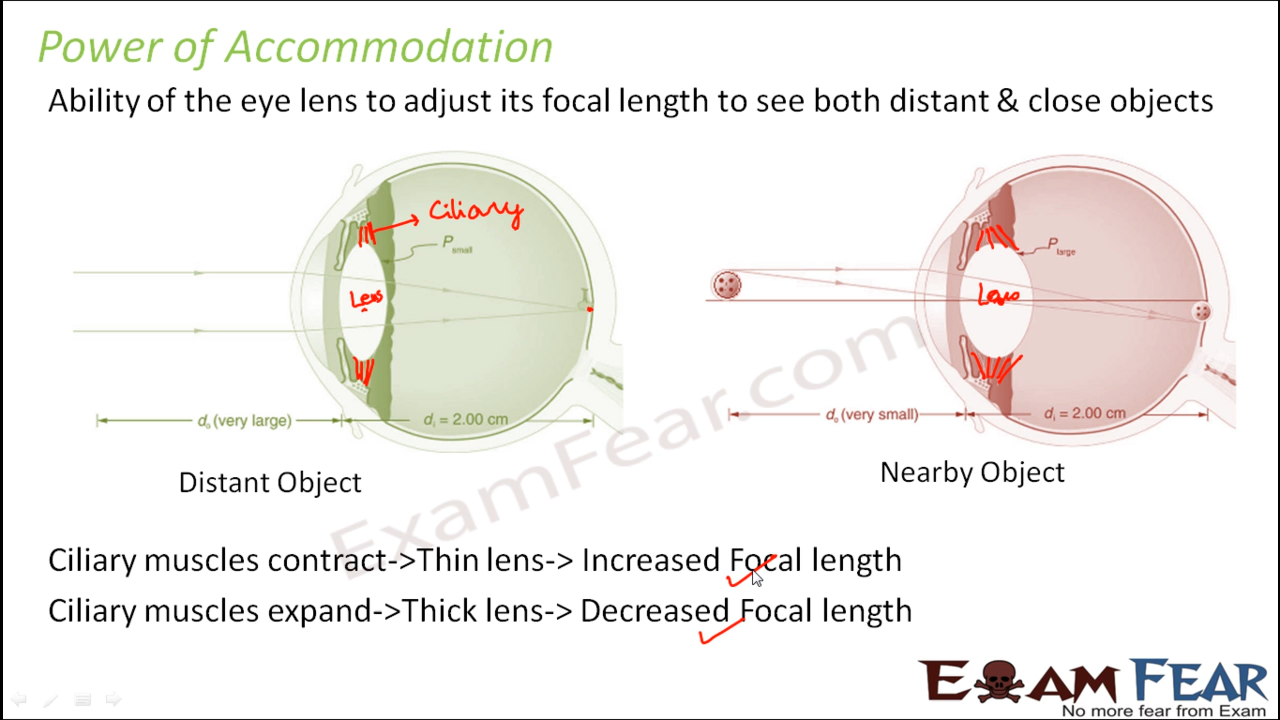 Power of Accommodation
Ability of the eye lens to adjust its focal length to see both distant & close objects
Ciliary
P small
Lens
dₒ (very large)
dᵢ = 2.00 cm
Distant Object
P large
Lens
dₒ (very small)
dᵢ = 2.00 cm
Nearby Object
ExamFear.com
Ciliary muscles contract->Thin lens-> Increased Focal length
Ciliary muscles expand->Thick lens-> Decreased Focal length
EXAM FEAR
No more fear from Exam